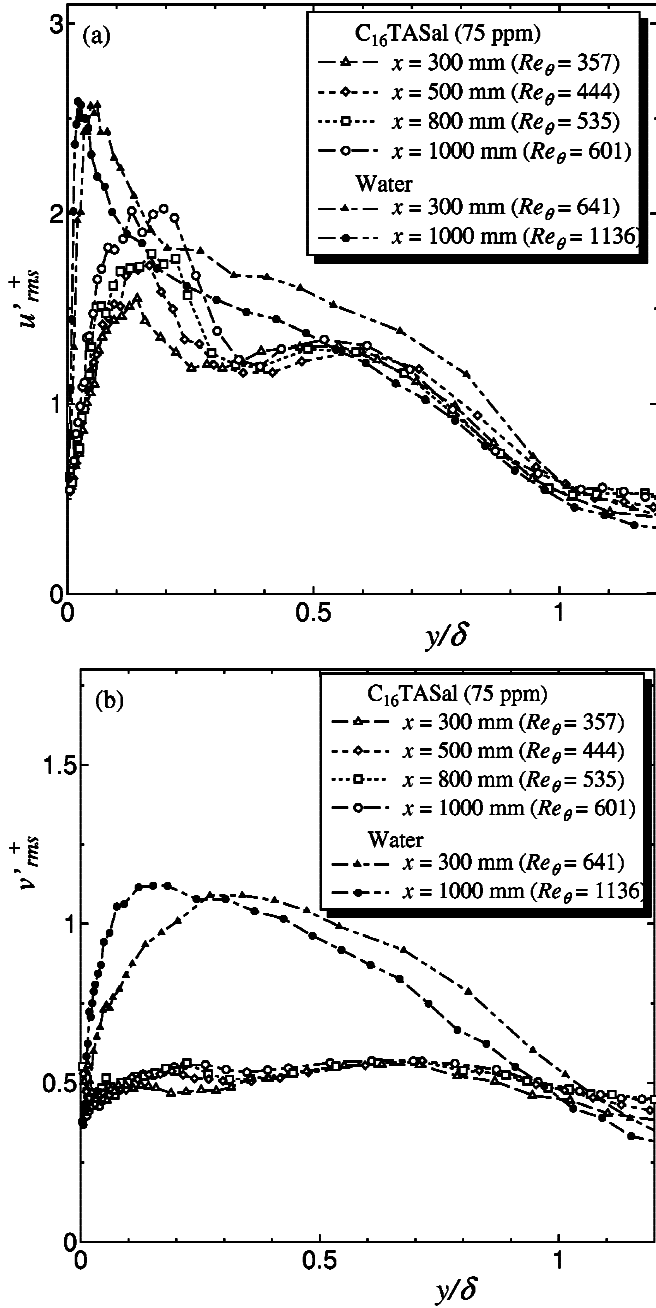 (a)
C₁₆TASal (75 ppm)
x = 300 mm (Reθ = 357)
x = 500 mm (Reθ = 444)
x = 800 mm (Reθ = 535)
x = 1000 mm (Reθ = 601)
Water
x = 300 mm (Reθ = 641)
x = 1000 mm (Reθ = 1136)
3
2
1
0
u'rms+
0
0.5
1
y/δ
(b)
C₁₆TASal (75 ppm)
x = 300 mm (Reθ = 357)
x = 500 mm (Reθ = 444)
x = 800 mm (Reθ = 535)
x = 1000 mm (Reθ = 601)
Water
x = 300 mm (Reθ = 641)
x = 1000 mm (Reθ = 1136)
1.5
1
0.5
0
v'rms+
0
0.5
1
y/δ